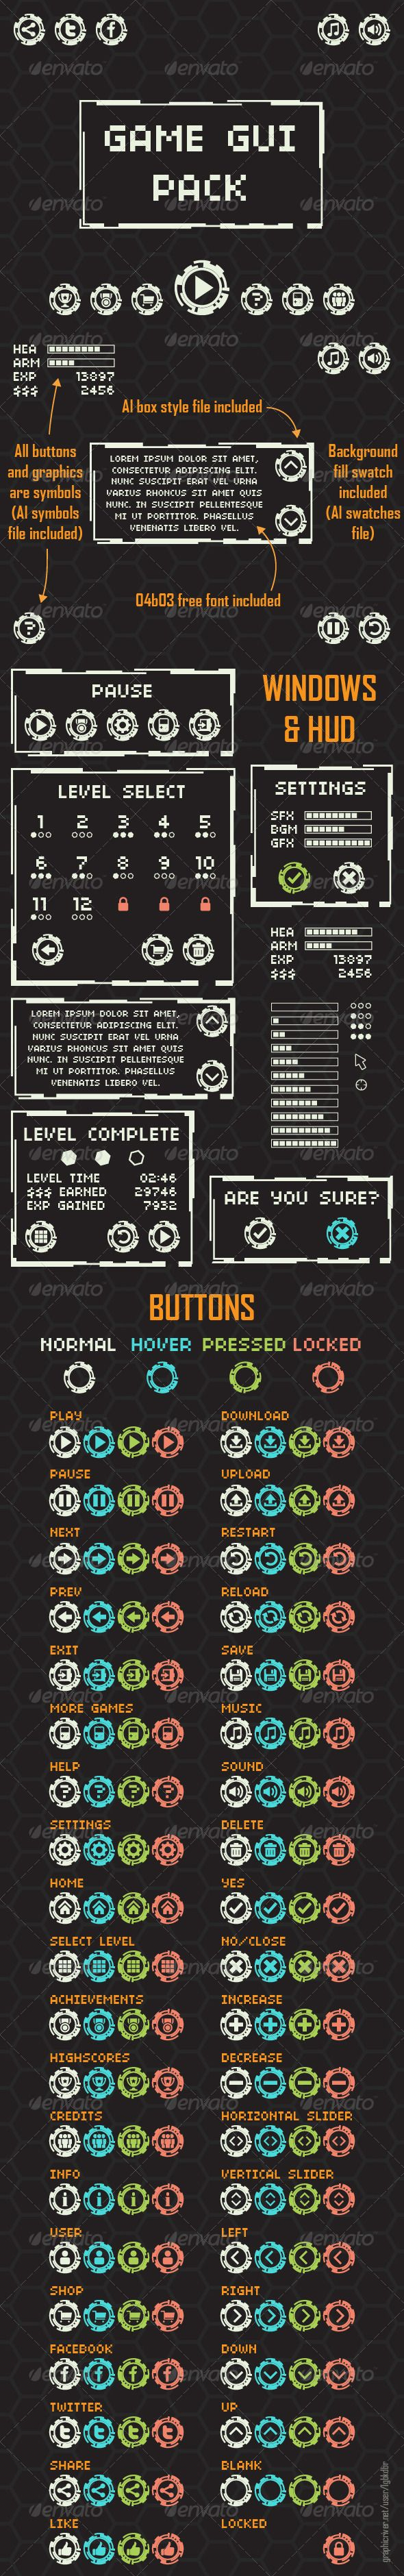 GAME GUI
PACK
HEA
ARM
EXP 13897
$$$ 2456
AI box style file included
All buttons
and graphics
are symbols
(AI symbols
file included)
LOREM IPSUM DOLOR SIT AMET,
CONSECTETUR ADIPISCING ELIT.
NUNC SUSCIPIT ERAT VEL URNA
VARIUS RHONCUS SIT AMET QUIS
NUNC. IN SUSCIPIT PELLENTESQUE
MI UT PORTTITOR. PHASELLUS
VENENATIS LIBERO VEL.
Background
fill swatch
included
(AI swatches
file)
04b03 free font included
PAUSE
WINDOWS
& HUD
LEVEL SELECT
1 2 3 4 5
6 7 8 9 10
11 12
SETTINGS
SFX
BGM
GFX
HEA
ARM
EXP 13897
$$$ 2456
LOREM IPSUM DOLOR SIT AMET,
CONSECTETUR ADIPISCING ELIT.
NUNC SUSCIPIT ERAT VEL URNA
VARIUS RHONCUS SIT AMET QUIS
NUNC. IN SUSCIPIT PELLENTESQUE
MI UT PORTTITOR. PHASELLUS
VENENATIS LIBERO VEL.
LEVEL COMPLETE
LEVEL TIME 02:46
$$$ EARNED 29746
EXP GAINED 7932
ARE YOU SURE?
BUTTONS
NORMAL HOVER PRESSED LOCKED
PLAY DOWNLOAD
PAUSE UPLOAD
NEXT RESTART
PREV RELOAD
EXIT SAVE
MORE GAMES MUSIC
HELP SOUND
SETTINGS DELETE
HOME YES
SELECT LEVEL NO/CLOSE
ACHIEVEMENTS INCREASE
HIGHSCORES DECREASE
CREDITS HORIZONTAL SLIDER
INFO VERTICAL SLIDER
USER LEFT
SHOP RIGHT
FACEBOOK DOWN
TWITTER UP
SHARE BLANK
LIKE LOCKED
envato